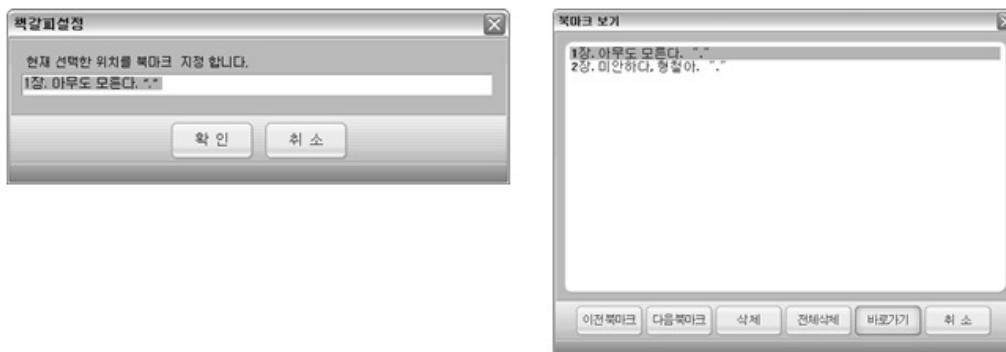 책갈피설정
현재 선택한 위치를 북마크 지정 합니다.
1장. 아무도 모른다. "."
확 인
취 소
북마크 보기
1장. 아무도 모른다. "."
2장. 미안하다, 형철아. "."
이전북마크
다음북마크
삭제
전체삭제
바로가기
취 소